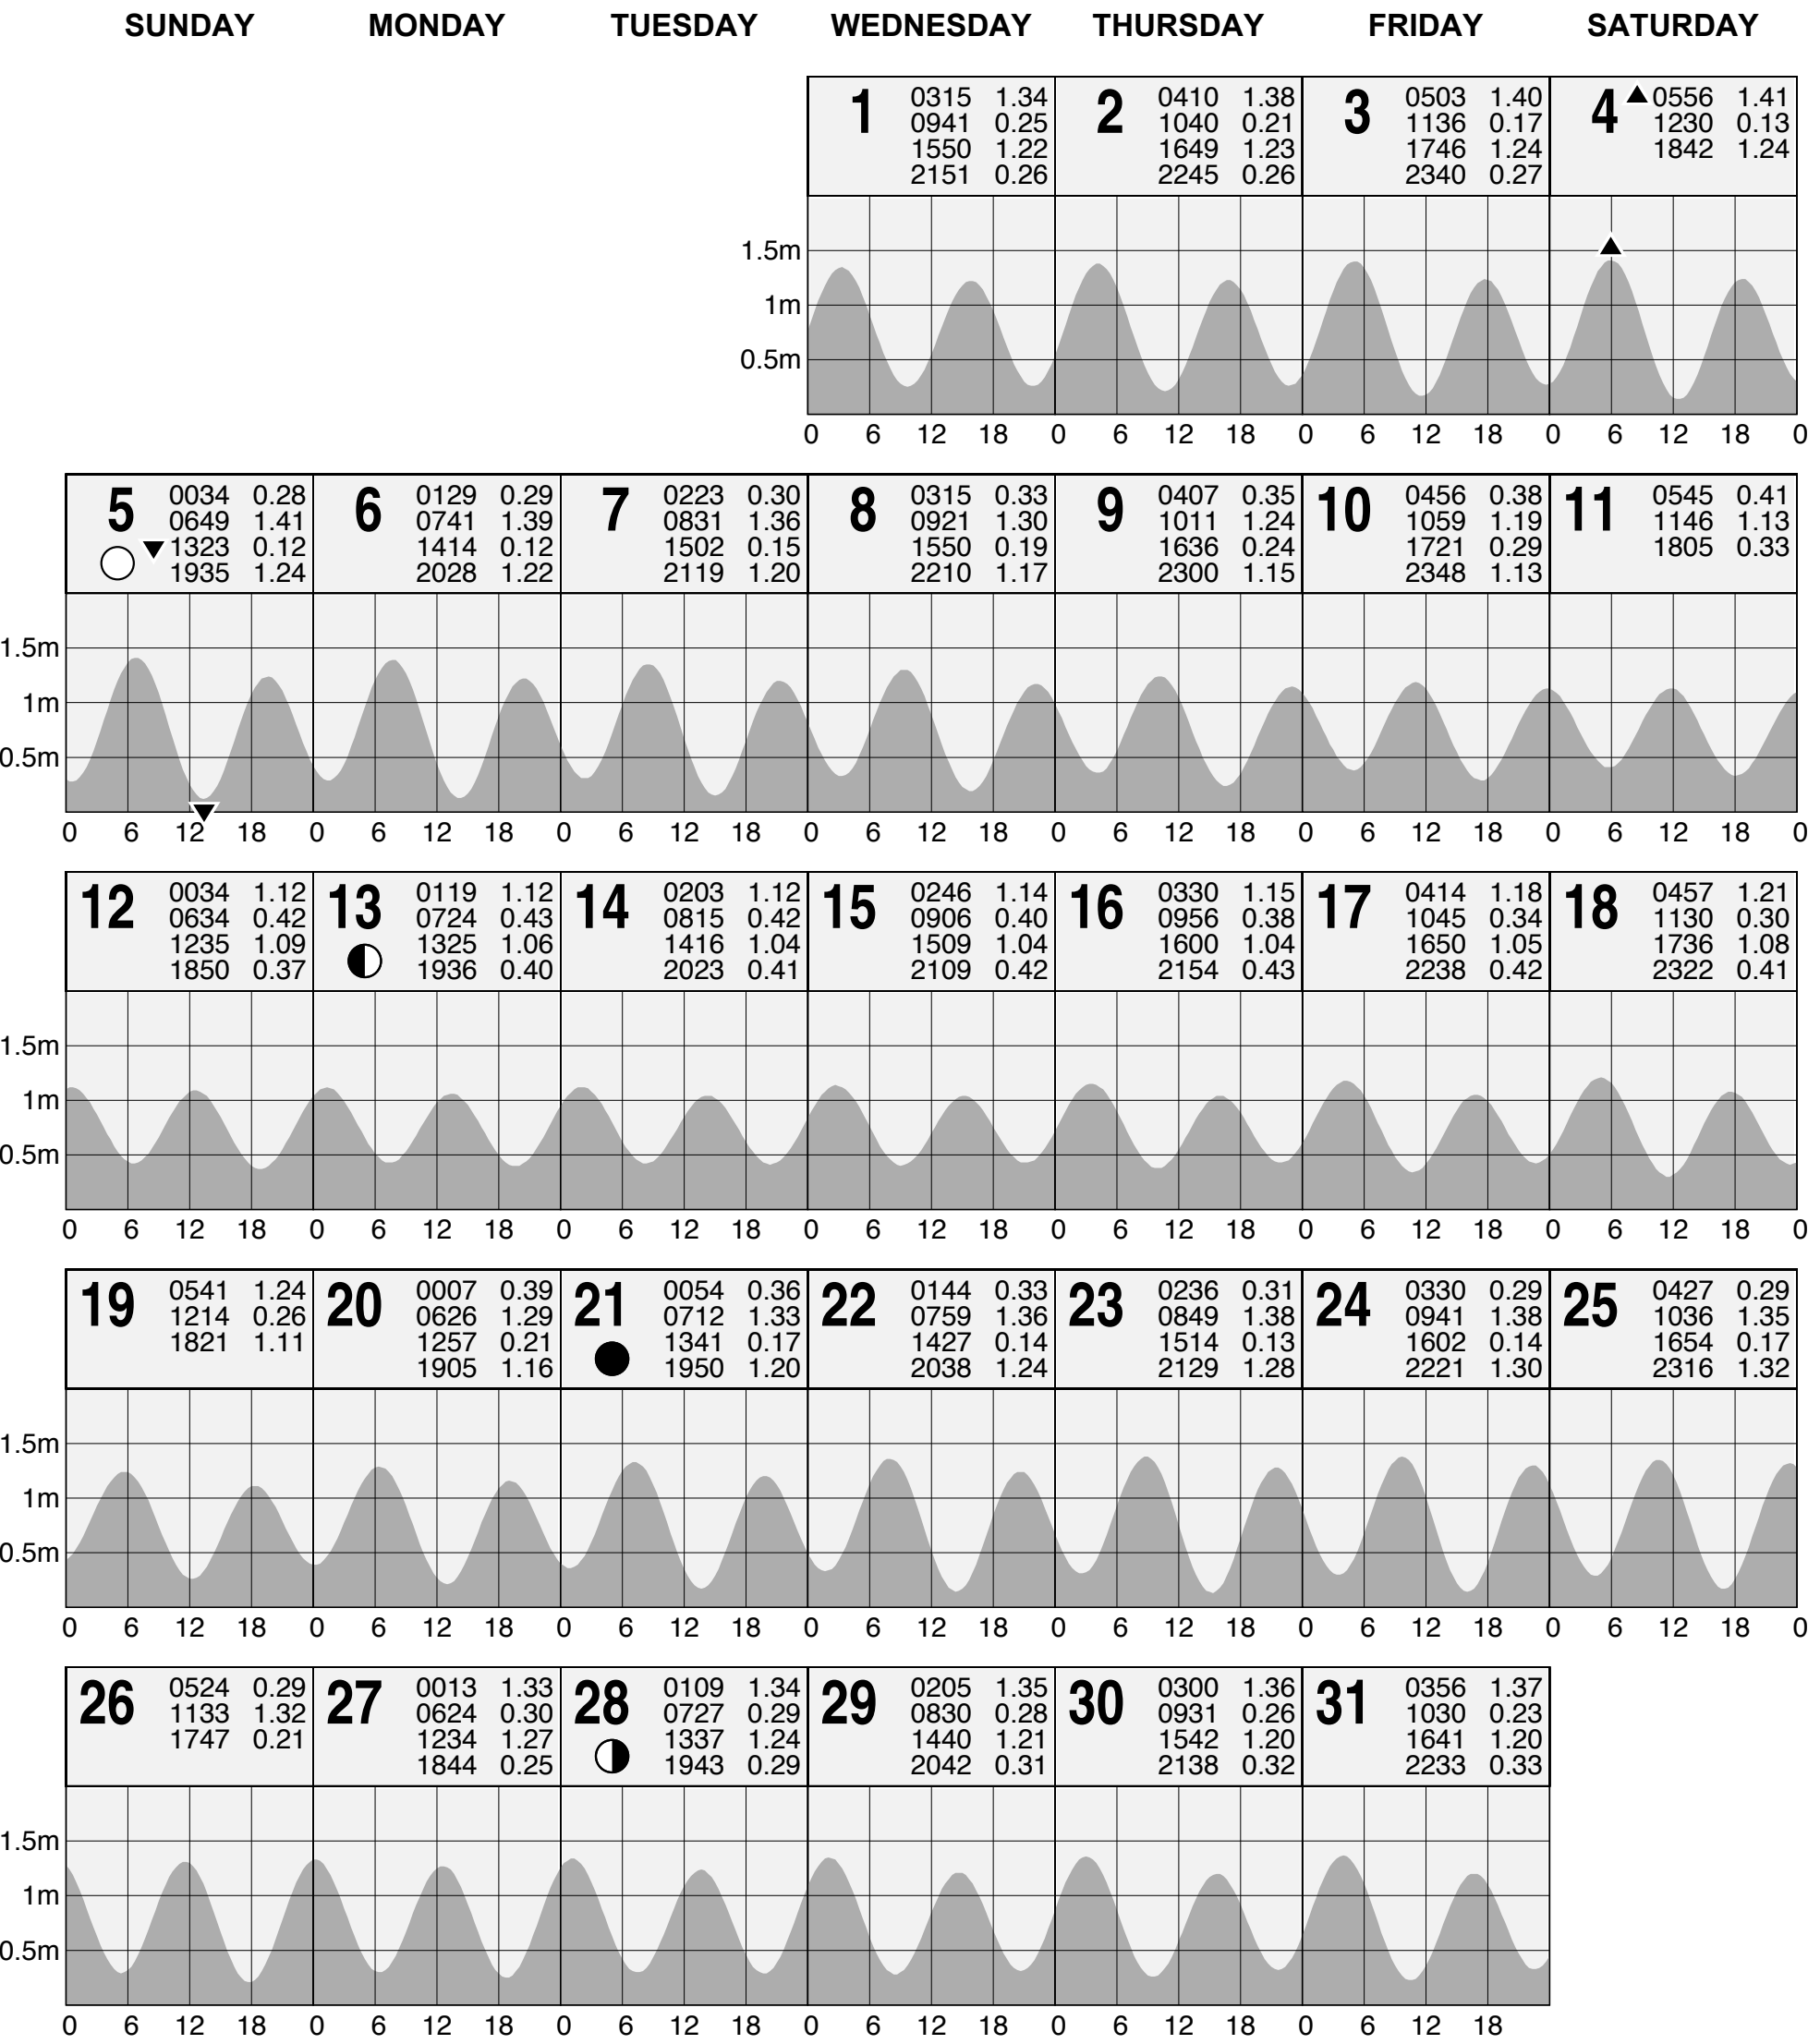 SUNDAY MONDAY TUESDAY WEDNESDAY THURSDAY FRIDAY SATURDAY
1 0315 1.34
0941 0.25
1550 1.22
2151 0.26
2 0410 1.38
1040 0.21
1649 1.23
2245 0.26
3 0503 1.40
1136 0.17
1746 1.24
2340 0.27
4 0556 1.41
1230 0.13
1842 1.24
1.5m
1m
0.5m
0 6 12 18 0 6 12 18 0 6 12 18 0 6 12 18 0
5 0034 0.28
0649 1.41
1323 0.12
1935 1.24
6 0129 0.29
0741 1.39
1414 0.12
2028 1.22
7 0223 0.30
0831 1.36
1502 0.15
2119 1.20
8 0315 0.33
0921 1.30
1550 0.19
2210 1.17
9 0407 0.35
1011 1.24
1636 0.24
2300 1.15
10 0456 0.38
1059 1.19
1721 0.29
2348 1.13
11 0545 0.41
1146 1.13
1805 0.33
1.5m
1m
0.5m
0 6 12 18 0 6 12 18 0 6 12 18 0 6 12 18 0 6 12 18 0 6 12 18 0 6 12 18 0
12 0034 1.12
0634 0.42
1235 1.09
1850 0.37
13 0119 1.12
0724 0.43
1325 1.06
1936 0.40
14 0203 1.12
0815 0.42
1416 1.04
2023 0.41
15 0246 1.14
0906 0.40
1509 1.04
2109 0.42
16 0330 1.15
0956 0.38
1600 1.04
2154 0.43
17 0414 1.18
1045 0.34
1650 1.05
2238 0.42
18 0457 1.21
1130 0.30
1736 1.08
2322 0.41
1.5m
1m
0.5m
0 6 12 18 0 6 12 18 0 6 12 18 0 6 12 18 0 6 12 18 0 6 12 18 0 6 12 18 0
19 0541 1.24
1214 0.26
1821 1.11
20 0007 0.39
0626 1.29
1257 0.21
1905 1.16
21 0054 0.36
0712 1.33
1341 0.17
1950 1.20
22 0144 0.33
0759 1.36
1427 0.14
2038 1.24
23 0236 0.31
0849 1.38
1514 0.13
2129 1.28
24 0330 0.29
0941 1.38
1602 0.14
2221 1.30
25 0427 0.29
1036 1.35
1654 0.17
2316 1.32
1.5m
1m
0.5m
0 6 12 18 0 6 12 18 0 6 12 18 0 6 12 18 0 6 12 18 0 6 12 18 0 6 12 18 0
26 0524 0.29
1133 1.32
1747 0.21
27 0013 1.33
0624 0.30
1234 1.27
1844 0.25
28 0109 1.34
0727 0.29
1337 1.24
1943 0.29
29 0205 1.35
0830 0.28
1440 1.21
2042 0.31
30 0300 1.36
0931 0.26
1542 1.20
2138 0.32
31 0356 1.37
1030 0.23
1641 1.20
2233 0.33
1.5m
1m
0.5m
0 6 12 18 0 6 12 18 0 6 12 18 0 6 12 18 0 6 12 18 0 6 12 18